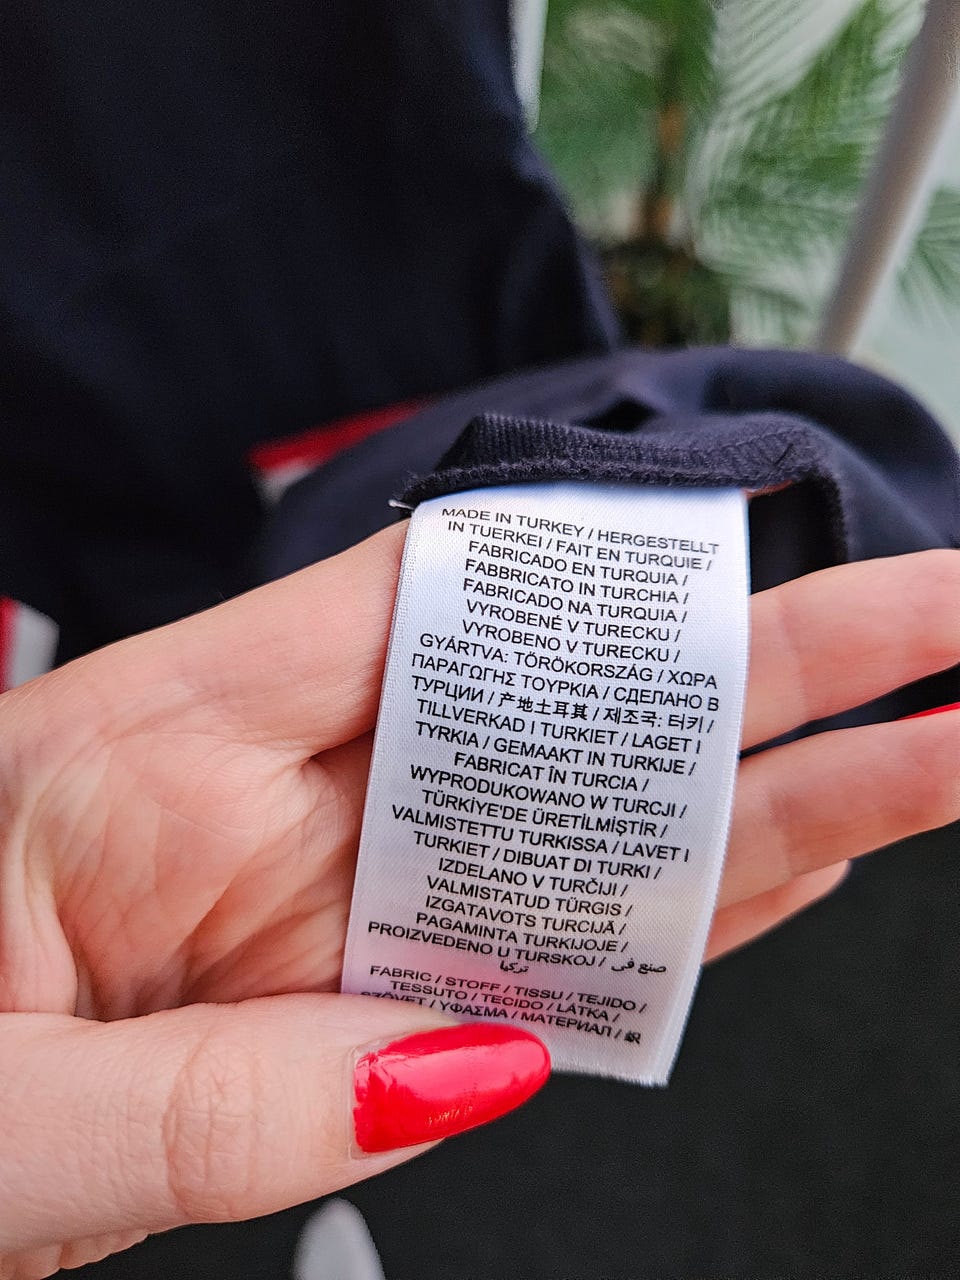 MADE IN TURKEY / HERGESTELLT
IN TUERKEI / FAIT EN TURQUIE /
FABRICADO EN TURQUIA /
FABBRICATO IN TURCHIA /
FABRICADO NA TURQUIA /
VYROBENÉ V TURECKU /
VYROBENO V TURECKU /
GYÁRTVA: TÖRÖKORSZÁG / ΧΩΡΑ
ΠΑΡΑΓΩΓΗΣ ΤΟΥΡΚΙΑ / СДЕЛАНО В
ТУРЦИИ / 产地土耳其 / 제조국: 터키 /
TILLVERKAD I TURKIET / LAGET I
TYRKIA / GEMAAKT IN TURKIJE /
FABRICAT ÎN TURCIA /
WYPRODUKOWANO W TURCJI /
TÜRKİYE'DE ÜRETİLMİŞTİR /
VALMISTETTU TURKISSA / LAVET I
TURKIET / DIBUAT DI TURKI /
IZDELANO V TURČIJI /
VALMISTATUD TÜRGIS /
IZGATAVOTS TURCIJĀ /
PAGAMINTA TURKIJOJE /
PROIZVEDENO U TURSKOJ / صنع في
تركيا
FABRIC / STOFF / TISSU / TEJIDO /
TESSUTO / TECIDO / LÁTKA /
SZÖVET / ΥΦΑΣΜΑ / МАТЕРИАЛ / 织